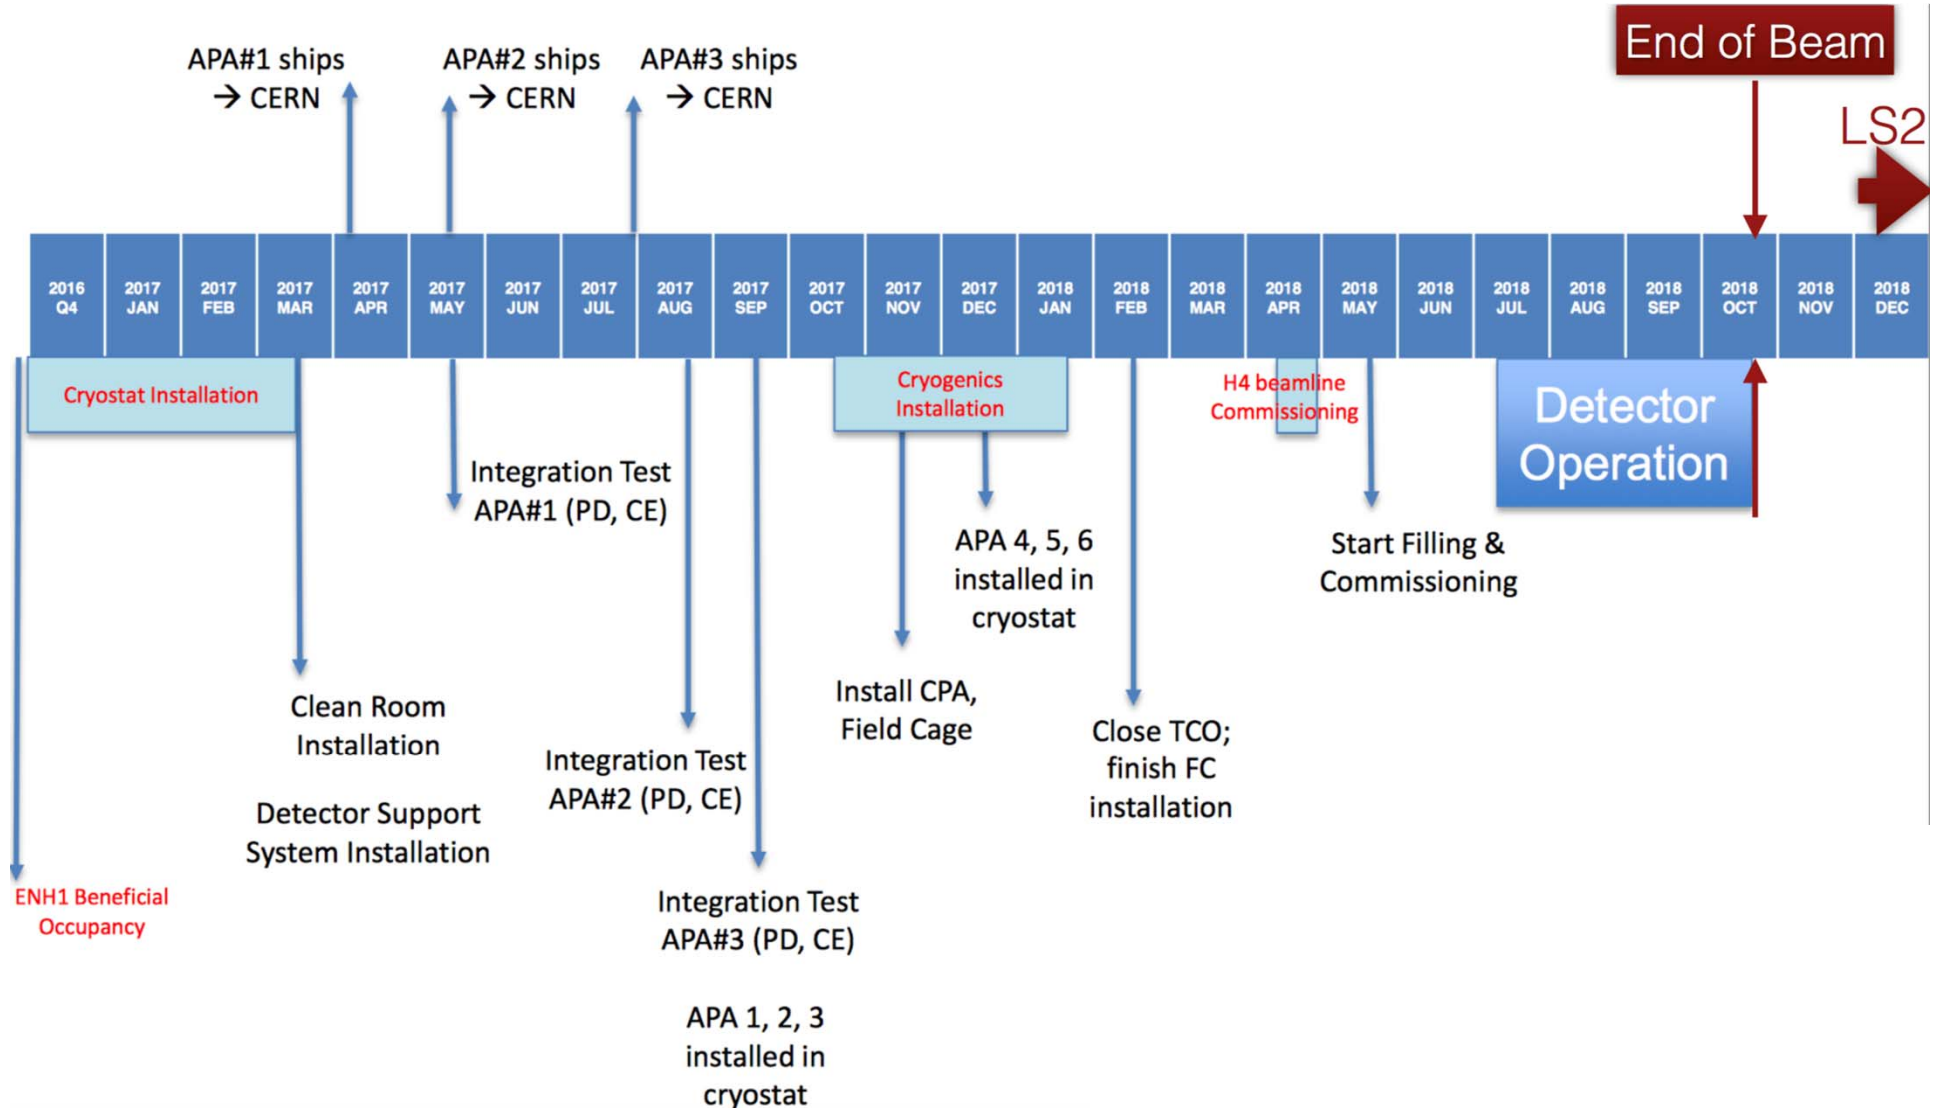 End of Beam
APA#1 ships
→ CERN
APA#2 ships
→ CERN
APA#3 ships
→ CERN
LS2
2016
Q4
2017
JAN
2017
FEB
2017
MAR
2017
APR
2017
MAY
2017
JUN
2017
JUL
2017
AUG
2017
SEP
2017
OCT
2017
NOV
2017
DEC
2018
JAN
2018
FEB
2018
MAR
2018
APR
2018
MAY
2018
JUN
2018
JUL
2018
AUG
2018
SEP
2018
OCT
2018
NOV
2018
DEC
Cryostat Installation
Cryogenics
Installation
H4 beamline
Commissioning
Detector
Operation
Integration Test
APA#1 (PD, CE)
APA 4, 5, 6
installed in
cryostat
Start Filling &
Commissioning
Clean Room
Installation
Install CPA,
Field Cage
Close TCO;
finish FC
installation
Integration Test
APA#2 (PD, CE)
Detector Support
System Installation
ENH1 Beneficial
Occupancy
Integration Test
APA#3 (PD, CE)
APA 1, 2, 3
installed in
cryostat